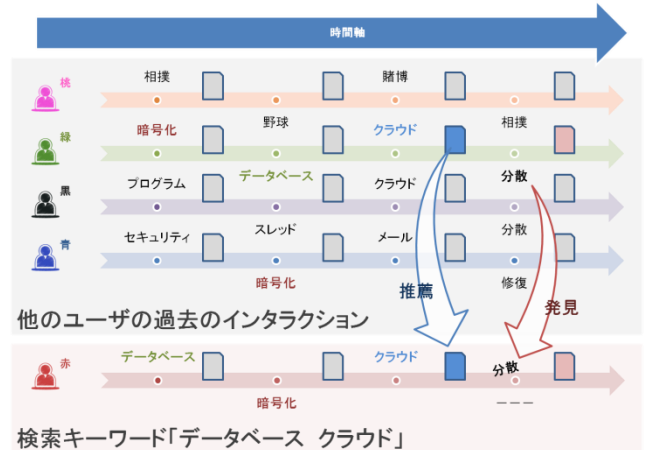 時間軸
桃
相撲
賭博
緑
暗号化
野球
クラウド
相撲
黒
プログラム
データベース
クラウド
分散
青
セキュリティ
スレッド
メール
分散
暗号化
修復
推薦
発見
他のユーザの過去のインタラクション
赤
データベース
クラウド
分散
暗号化
ーーー
検索キーワード「データベース クラウド」